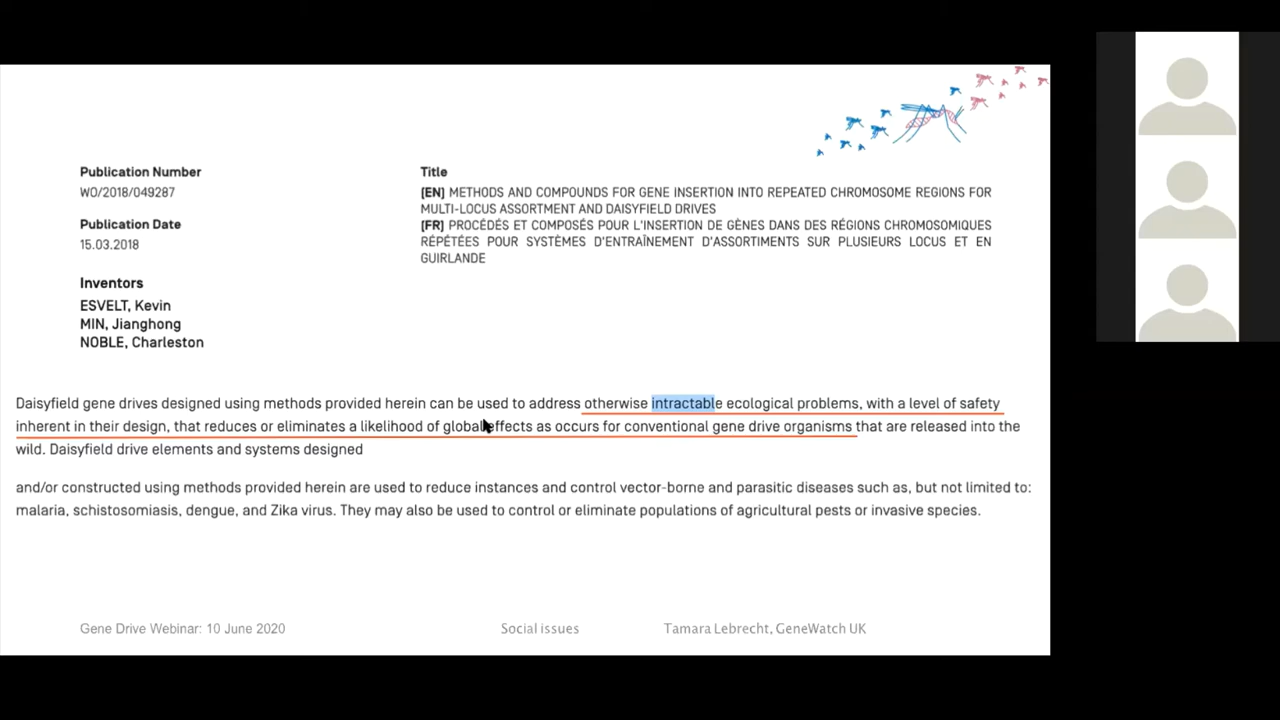 Publication Number
WO/2018/049287
Publication Date
15.03.2018
Inventors
ESVELT, Kevin
MIN, Jianghong
NOBLE, Charleston
Title
[EN] METHODS AND COMPOUNDS FOR GENE INSERTION INTO REPEATED CHROMOSOME REGIONS FOR
MULTI-LOCUS ASSORTMENT AND DAISYFIELD DRIVES
[FR] PROCÉDÉS ET COMPOSÉS POUR L'INSERTION DE GÈNES DANS DES RÉGIONS CHROMOSOMIQUES
RÉPÉTÉES POUR SYSTÈMES D'ENTRAÎNEMENT D'ASSORTIMENTS SUR PLUSIEURS LOCUS ET EN
GUIRLANDE
Daisyfield gene drives designed using methods provided herein can be used to address otherwise intractable ecological problems, with a level of safety
inherent in their design, that reduces or eliminates a likelihood of global effects as occurs for conventional gene drive organisms that are released into the
wild. Daisyfield drive elements and systems designed
and/or constructed using methods provided herein are used to reduce instances and control vector-borne and parasitic diseases such as, but not limited to:
malaria, schistosomiasis, dengue, and Zika virus. They may also be used to control or eliminate populations of agricultural pests or invasive species.
Gene Drive Webinar: 10 June 2020
Social issues
Tamara Lebrecht, GeneWatch UK